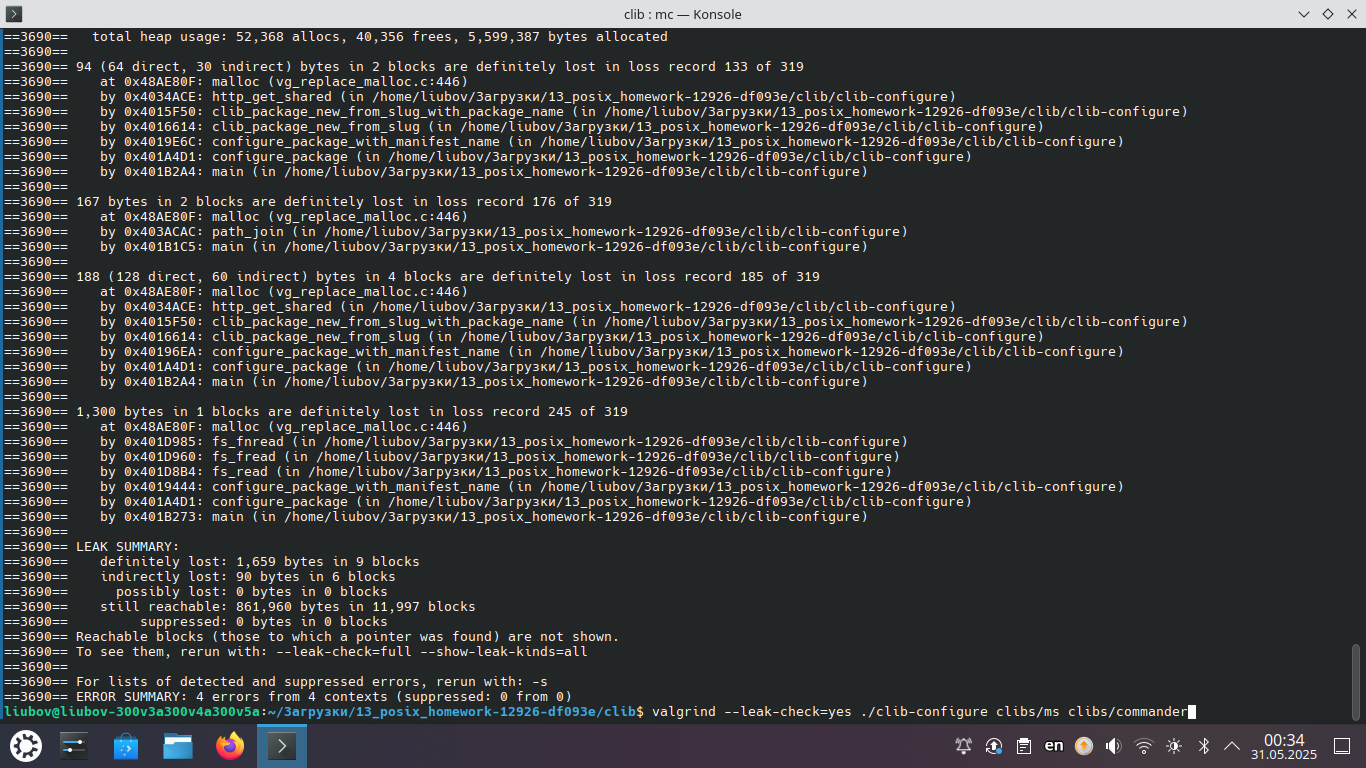 clib : mc — Konsole
==3690==   total heap usage: 52,368 allocs, 40,356 frees, 5,599,387 bytes allocated
==3690==
==3690== 94 (64 direct, 30 indirect) bytes in 2 blocks are definitely lost in loss record 133 of 319
==3690==    at 0x48AE80F: malloc (vg_replace_malloc.c:446)
==3690==    by 0x4034ACE: http_get_shared (in /home/liubov/Загрузки/13_posix_homework-12926-df093e/clib/clib-configure)
==3690==    by 0x4015F50: clib_package_new_from_slug_with_package_name (in /home/liubov/Загрузки/13_posix_homework-12926-df093e/clib/clib-configure)
==3690==    by 0x4016614: clib_package_new_from_slug (in /home/liubov/Загрузки/13_posix_homework-12926-df093e/clib/clib-configure)
==3690==    by 0x4019E6C: configure_package_with_manifest_name (in /home/liubov/Загрузки/13_posix_homework-12926-df093e/clib/clib-configure)
==3690==    by 0x401A4D1: configure_package (in /home/liubov/Загрузки/13_posix_homework-12926-df093e/clib/clib-configure)
==3690==    by 0x401B2A4: main (in /home/liubov/Загрузки/13_posix_homework-12926-df093e/clib/clib-configure)
==3690==
==3690== 167 bytes in 2 blocks are definitely lost in loss record 176 of 319
==3690==    at 0x48AE80F: malloc (vg_replace_malloc.c:446)
==3690==    by 0x403ACAC: path_join (in /home/liubov/Загрузки/13_posix_homework-12926-df093e/clib/clib-configure)
==3690==    by 0x401B1C5: main (in /home/liubov/Загрузки/13_posix_homework-12926-df093e/clib/clib-configure)
==3690==
==3690== 188 (128 direct, 60 indirect) bytes in 4 blocks are definitely lost in loss record 185 of 319
==3690==    at 0x48AE80F: malloc (vg_replace_malloc.c:446)
==3690==    by 0x4034ACE: http_get_shared (in /home/liubov/Загрузки/13_posix_homework-12926-df093e/clib/clib-configure)
==3690==    by 0x4015F50: clib_package_new_from_slug_with_package_name (in /home/liubov/Загрузки/13_posix_homework-12926-df093e/clib/clib-configure)
==3690==    by 0x4016614: clib_package_new_from_slug (in /home/liubov/Загрузки/13_posix_homework-12926-df093e/clib/clib-configure)
==3690==    by 0x40196EA: configure_package_with_manifest_name (in /home/liubov/Загрузки/13_posix_homework-12926-df093e/clib/clib-configure)
==3690==    by 0x401A4D1: configure_package (in /home/liubov/Загрузки/13_posix_homework-12926-df093e/clib/clib-configure)
==3690==    by 0x401B2A4: main (in /home/liubov/Загрузки/13_posix_homework-12926-df093e/clib/clib-configure)
==3690==
==3690== 1,300 bytes in 1 blocks are definitely lost in loss record 245 of 319
==3690==    at 0x48AE80F: malloc (vg_replace_malloc.c:446)
==3690==    by 0x401D985: fs_fnread (in /home/liubov/Загрузки/13_posix_homework-12926-df093e/clib/clib-configure)
==3690==    by 0x401D960: fs_fread (in /home/liubov/Загрузки/13_posix_homework-12926-df093e/clib/clib-configure)
==3690==    by 0x401D8B4: fs_read (in /home/liubov/Загрузки/13_posix_homework-12926-df093e/clib/clib-configure)
==3690==    by 0x4019444: configure_package_with_manifest_name (in /home/liubov/Загрузки/13_posix_homework-12926-df093e/clib/clib-configure)
==3690==    by 0x401A4D1: configure_package (in /home/liubov/Загрузки/13_posix_homework-12926-df093e/clib/clib-configure)
==3690==    by 0x401B273: main (in /home/liubov/Загрузки/13_posix_homework-12926-df093e/clib/clib-configure)
==3690==
==3690== LEAK SUMMARY:
==3690==    definitely lost: 1,659 bytes in 9 blocks
==3690==    indirectly lost: 90 bytes in 6 blocks
==3690==      possibly lost: 0 bytes in 0 blocks
==3690==    still reachable: 861,960 bytes in 11,997 blocks
==3690==         suppressed: 0 bytes in 0 blocks
==3690== Reachable blocks (those to which a pointer was found) are not shown.
==3690== To see them, rerun with: --leak-check=full --show-leak-kinds=all
==3690==
==3690== For lists of detected and suppressed errors, rerun with: -s
==3690== ERROR SUMMARY: 4 errors from 4 contexts (suppressed: 0 from 0)
liubov@liubov-300v3a300v4a300v5a:~/Загрузки/13_posix_homework-12926-df093e/clib$ valgrind --leak-check=yes ./clib-configure clibs/ms clibs/commander
en
00:34
31.05.2025